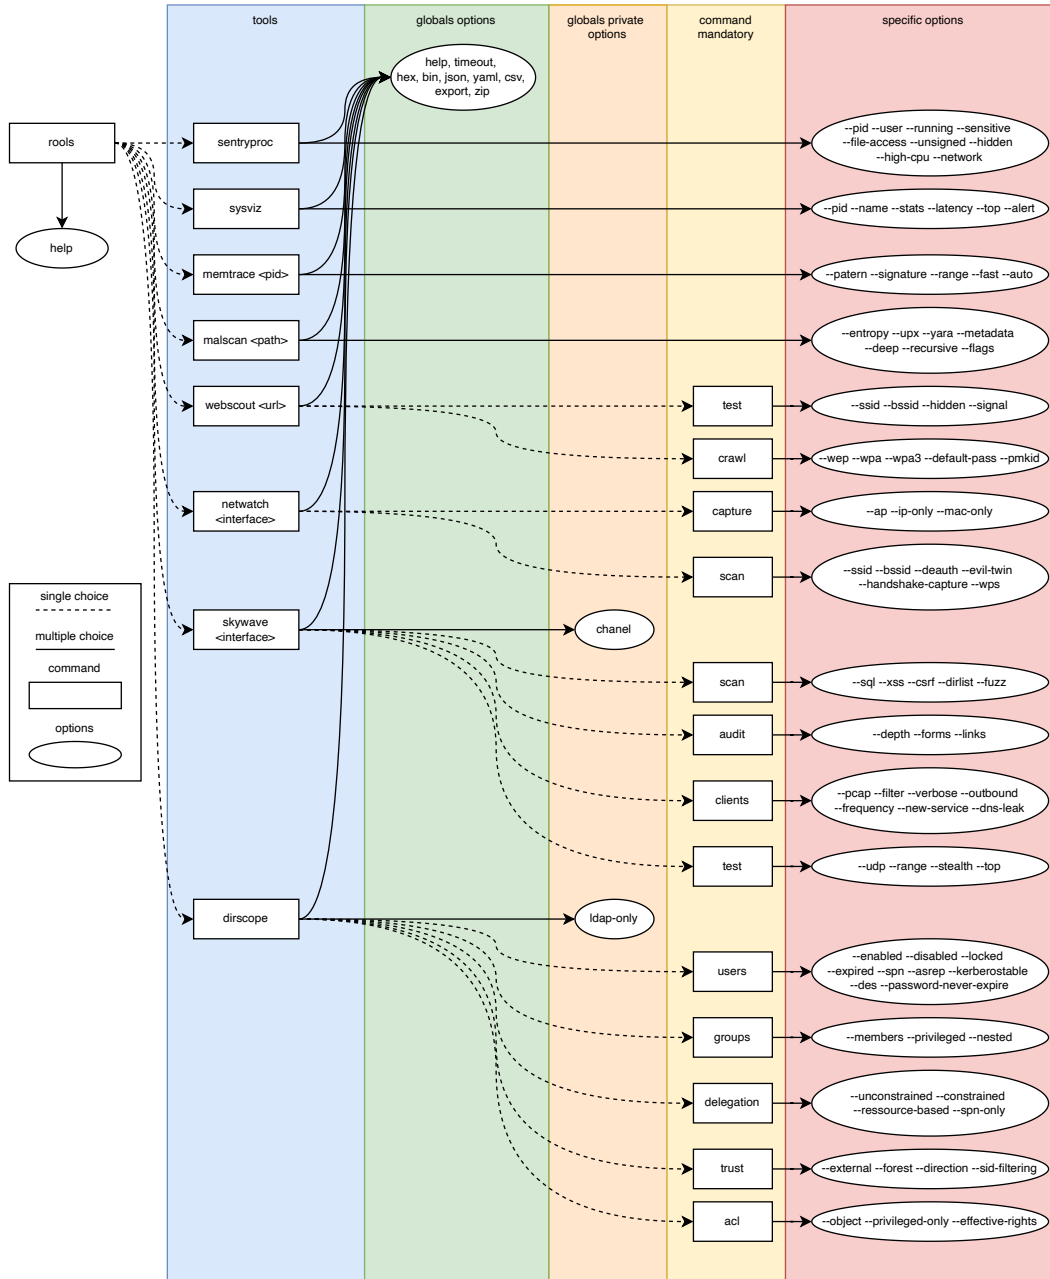 tools
globals options
globals private
options
command
mandatory
specific options
help, timeout,
hex, bin, json, yaml, csv,
export, zip
rools
help
sentryproc
--pid --user --running --sensitive
--file-access --unsigned --hidden
--high-cpu --network
sysviz
--pid --name --stats --latency --top --alert
memtrace <pid>
--patern --signature --range --fast --auto
malscan <path>
--entropy --upx --yara --metadata
--deep --recursive --flags
webscout <url>
test
--ssid --bssid --hidden --signal
crawl
--wep --wpa --wpa3 --default-pass --pmkid
netwatch
<interface>
capture
--ap --ip-only --mac-only
scan
--ssid --bssid --deauth --evil-twin
--handshake-capture --wps
single choice
multiple choice
command
options
skywave
<interface>
chanel
scan
--sql --xss --csrf --dirlist --fuzz
audit
--depth --forms --links
clients
--pcap --filter --verbose --outbound
--frequency --new-service --dns-leak
test
--udp --range --stealth --top
dirscope
ldap-only
users
--enabled --disabled --locked
--expired --spn --asrep --kerberostable
--des --password-never-expire
groups
--members --privileged --nested
delegation
--unconstrained --constrained
--ressource-based --spn-only
trust
--external --forest --direction --sid-filtering
acl
--object --privileged-only --effective-rights